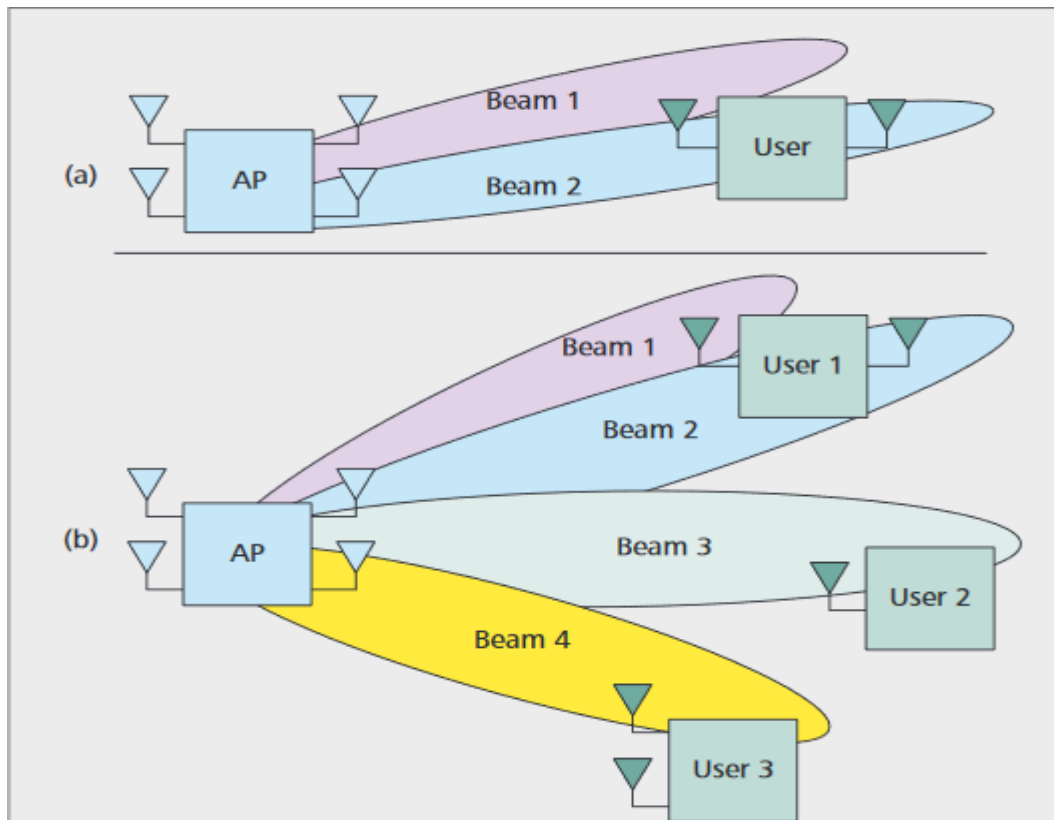 Beam 1
(a)
AP
Beam 2
User
Beam 1
User 1
Beam 2
(b)
AP
Beam 3
User 2
Beam 4
User 3